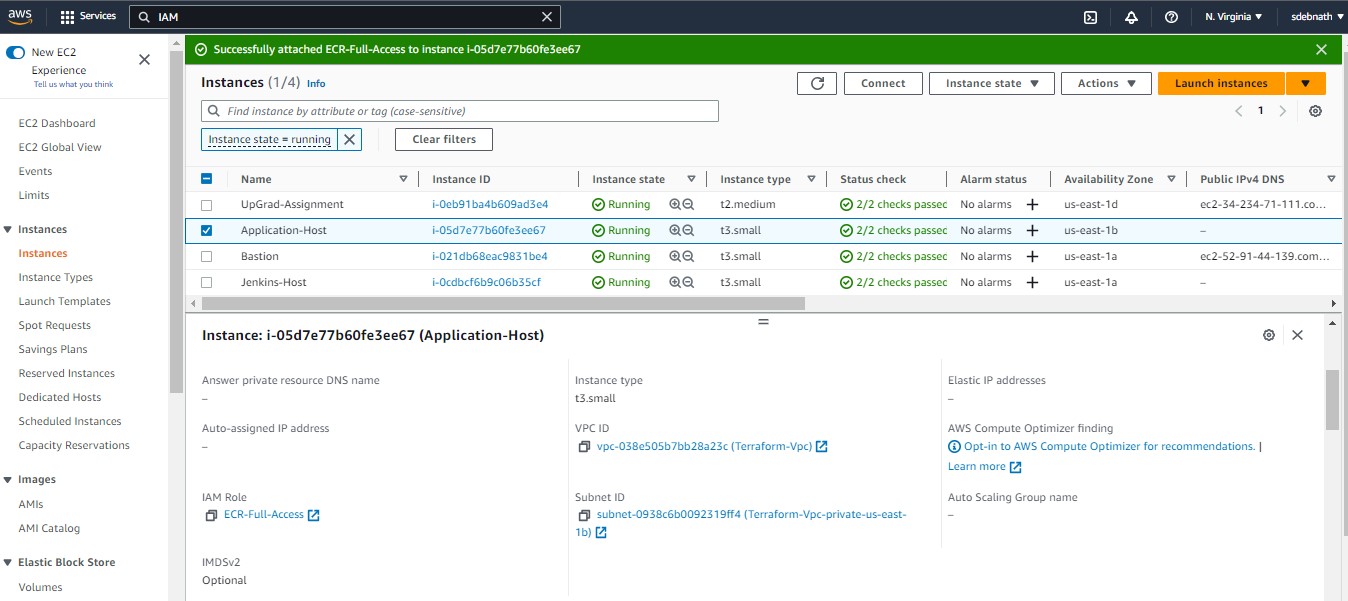 aws Services IAM N. Virginia ▼ sdebnath ▼
New EC2
Experience
Tell us what you think
EC2 Dashboard
EC2 Global View
Events
Limits
Instances
Instances
Instance Types
Launch Templates
Spot Requests
Savings Plans
Reserved Instances
Dedicated Hosts
Scheduled Instances
Capacity Reservations
Images
AMIs
AMI Catalog
Elastic Block Store
Volumes
Successfully attached ECR-Full-Access to instance i-05d7e77b60fe3ee67
Instances (1/4) Info Connect Instance state ▼ Actions ▼ Launch instances ▼
Find instance by attribute or tag (case-sensitive) 1
Instance state = running Clear filters
Name Instance ID Instance state Instance type Status check Alarm status Availability Zone Public IPv4 DNS
UpGrad-Assignment i-0eb91ba4b609ad3e4 Running t2.medium 2/2 checks passed No alarms + us-east-1d ec2-34-234-71-111.co...
Application-Host i-05d7e77b60fe3ee67 Running t3.small 2/2 checks passed No alarms + us-east-1b –
Bastion i-021db68eac9831be4 Running t3.small 2/2 checks passed No alarms + us-east-1a ec2-52-91-44-139.com...
Jenkins-Host i-0cdbcf6b9c06b35cf Running t3.small 2/2 checks passed No alarms + us-east-1a –
Instance: i-05d7e77b60fe3ee67 (Application-Host)
Answer private resource DNS name
–
Instance type
t3.small
Elastic IP addresses
–
Auto-assigned IP address
–
VPC ID
vpc-038e505b7bb28a23c (Terraform-Vpc)
AWS Compute Optimizer finding
Opt-in to AWS Compute Optimizer for recommendations. |
Learn more
IAM Role
ECR-Full-Access
Subnet ID
subnet-0938c6b0092319ff4 (Terraform-Vpc-private-us-east-
1b)
Auto Scaling Group name
–
IMDSv2
Optional